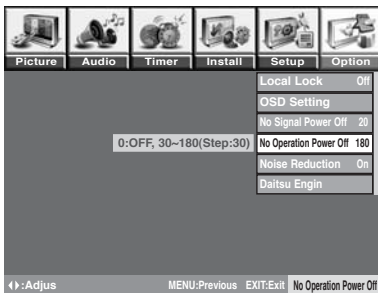 Picture Audio Timer Install Setup Option
Local Lock Off
OSD Setting
No Signal Power Off 20
0:OFF, 30~180(Step:30) No Operation Power Off 180
Noise Reduction On
Daitsu Engin
:Adjus MENU:Previous EXIT:Exit No Operation Power Off